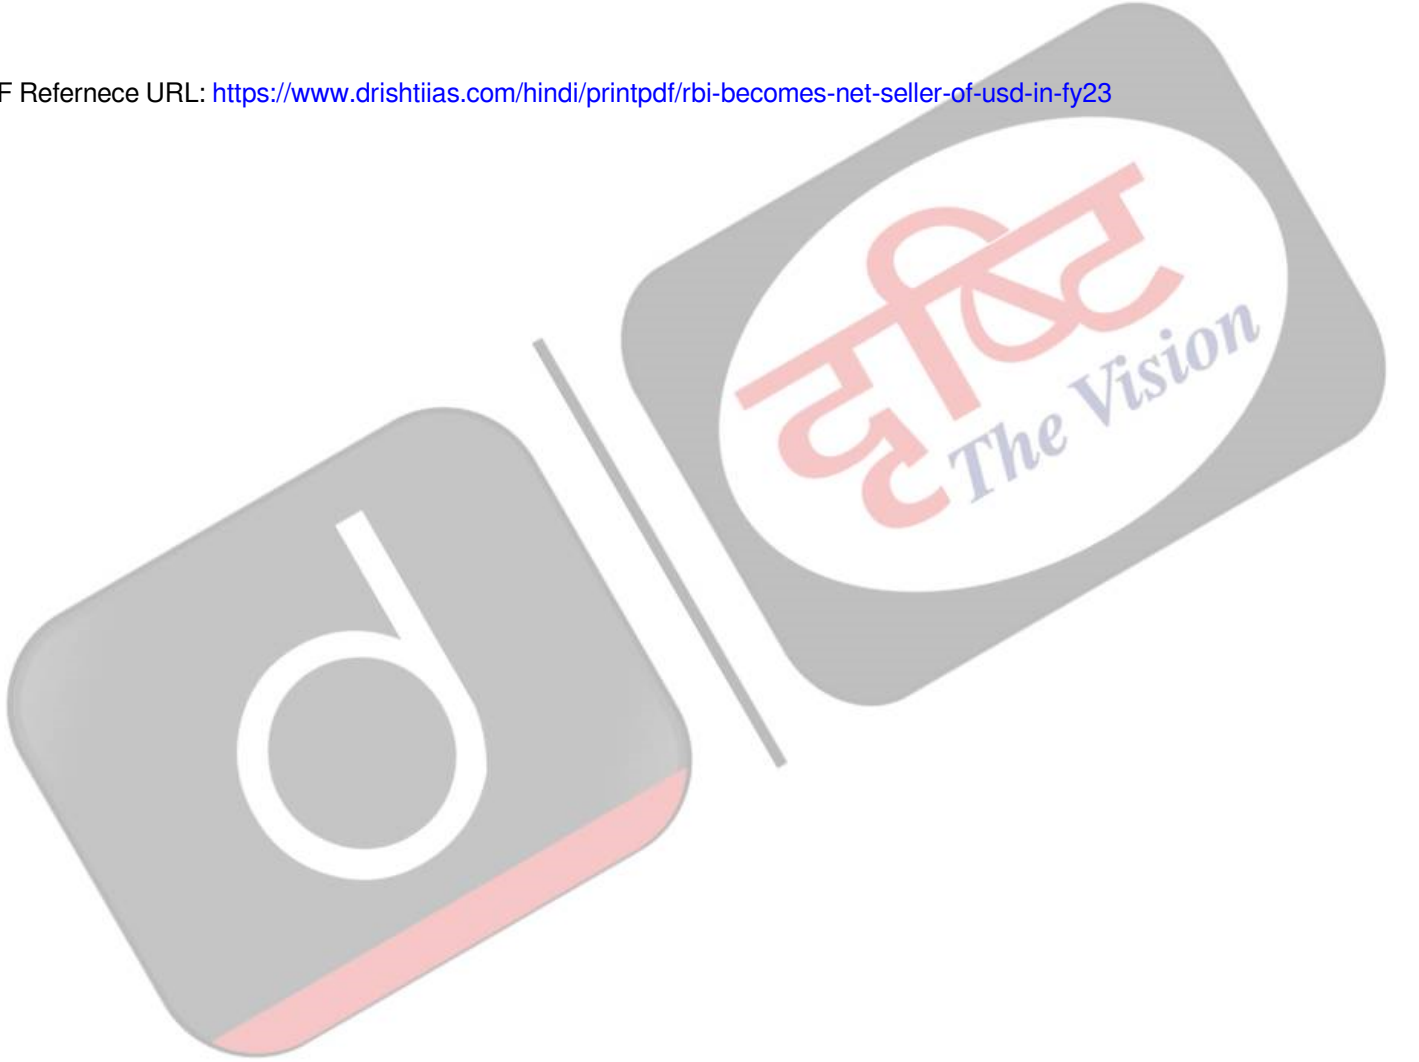 F Refernece URL: https://www.drishtiias.com/hindi/printpdf/rbi-becomes-net-seller-of-usd-in-fy23
दृष्टि
The Vision
d